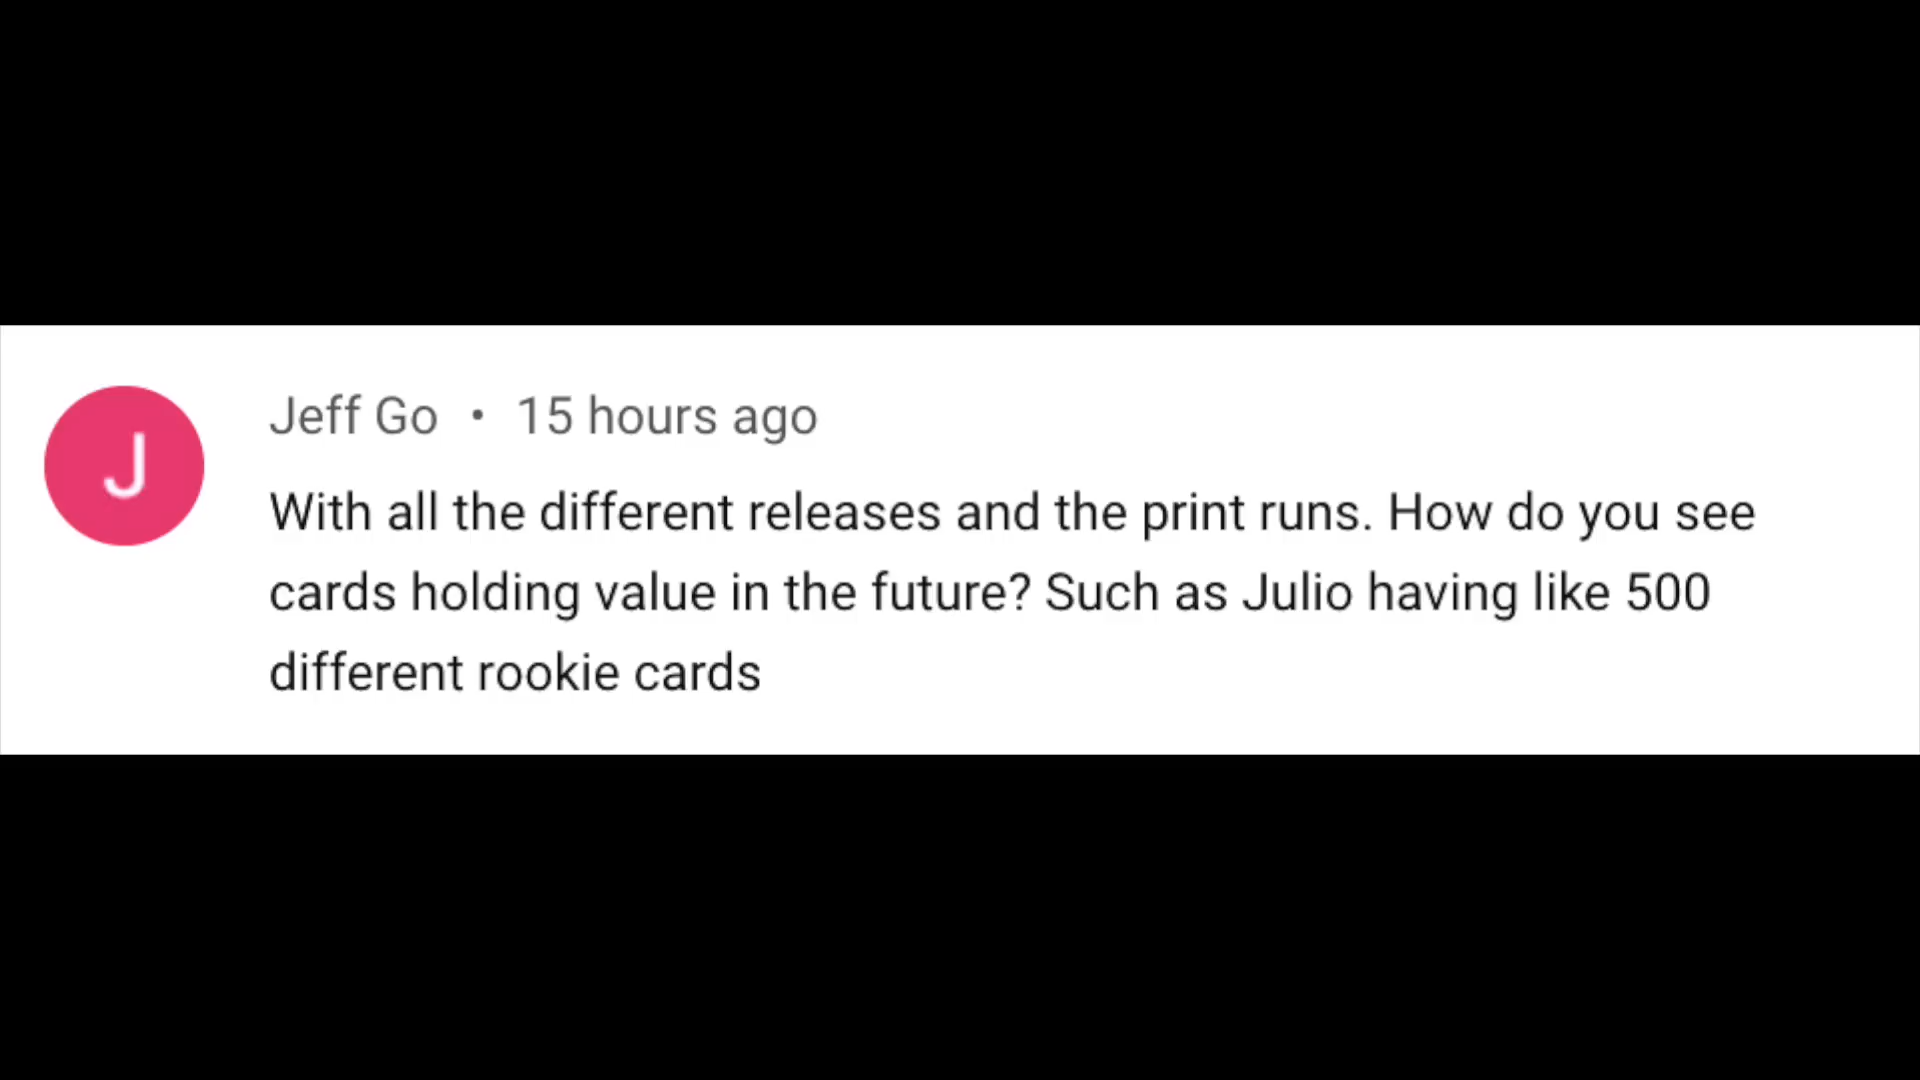 J
Jeff Go • 15 hours ago
With all the different releases and the print runs. How do you see
cards holding value in the future? Such as Julio having like 500
different rookie cards